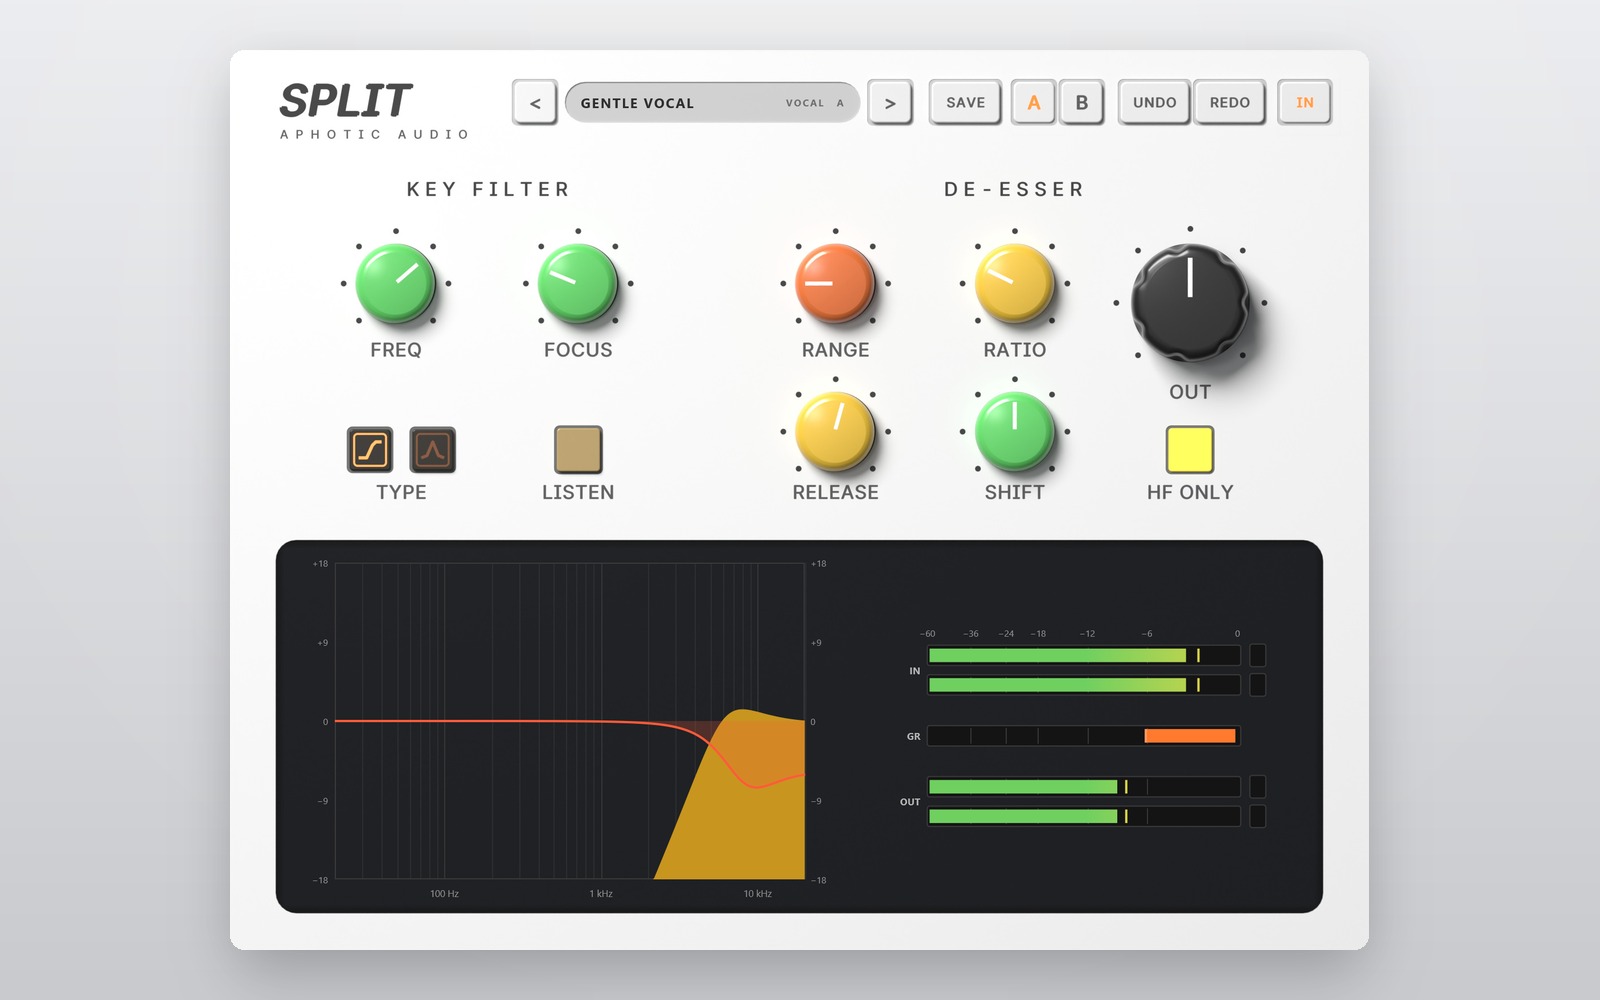 SPLIT
APHOTIC AUDIO
< GENTLE VOCAL VOCAL A > SAVE A B UNDO REDO IN
KEY FILTER
DE-ESSER
FREQ FOCUS RANGE RATIO
OUT
TYPE LISTEN RELEASE SHIFT HF ONLY
+18 +18
+9 +9
0 0
−9 −9
−18 −18
100 Hz 1 kHz 10 kHz
−60 −36 −24 −18 −12 −6 0
IN
GR
OUT